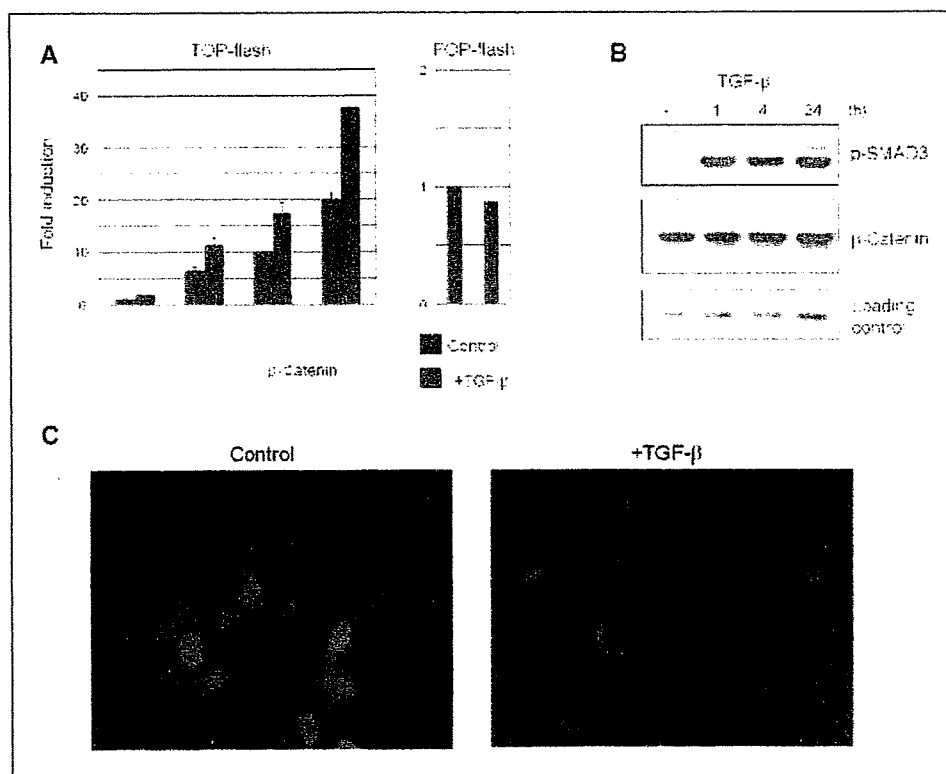 A
TOP-flash
FOP-flash
Fold induction
40
30
20
10
0
2
1
0
β-catenin
Control
+TGF-β
B
TGF-β
- 1 4 24 (h)
p-SMAD3
β-Catenin
Loading
control
C
Control
+TGF-β